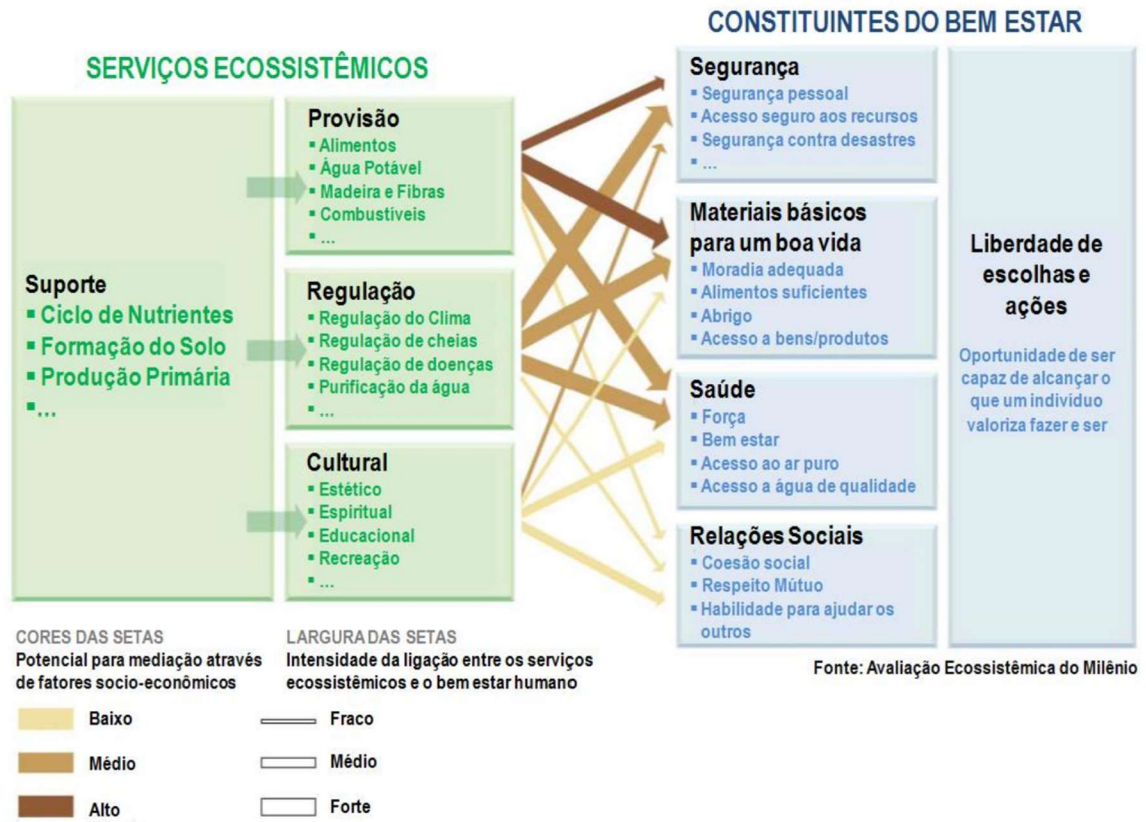 CONSTITUINTES DO BEM ESTAR
SERVIÇOS ECOSSISTÊMICOS
Suporte
▪ Ciclo de Nutrientes
▪ Formação do Solo
▪ Produção Primária
▪...
Provisão
▪ Alimentos
▪ Água Potável
▪ Madeira e Fibras
▪ Combustíveis
▪ ...
Regulação
▪ Regulação do Clima
▪ Regulação de cheias
▪ Regulação de doenças
▪ Purificação da água
▪ ...
Cultural
▪ Estético
▪ Espiritual
▪ Educacional
▪ Recreação
▪ ...
Segurança
▪ Segurança pessoal
▪ Acesso seguro aos recursos
▪ Segurança contra desastres
▪ ...
Materiais básicos
para um boa vida
▪ Moradia adequada
▪ Alimentos suficientes
▪ Abrigo
▪ Acesso a bens/produtos
Saúde
▪ Força
▪ Bem estar
▪ Acesso ao ar puro
▪ Acesso a água de qualidade
Relações Sociais
▪ Coesão social
▪ Respeito Mútuo
▪ Habilidade para ajudar os
outros
Liberdade de
escolhas e
ações
Oportunidade de ser
capaz de alcançar o
que um indivíduo
valoriza fazer e ser
Fonte: Avaliação Ecossistêmica do Milênio
CORES DAS SETAS
Potencial para mediação através
de fatores socio-econômicos
Baixo
Médio
Alto
LARGURA DAS SETAS
Intensidade da ligação entre os serviços
ecossistêmicos e o bem estar humano
Fraco
Médio
Forte